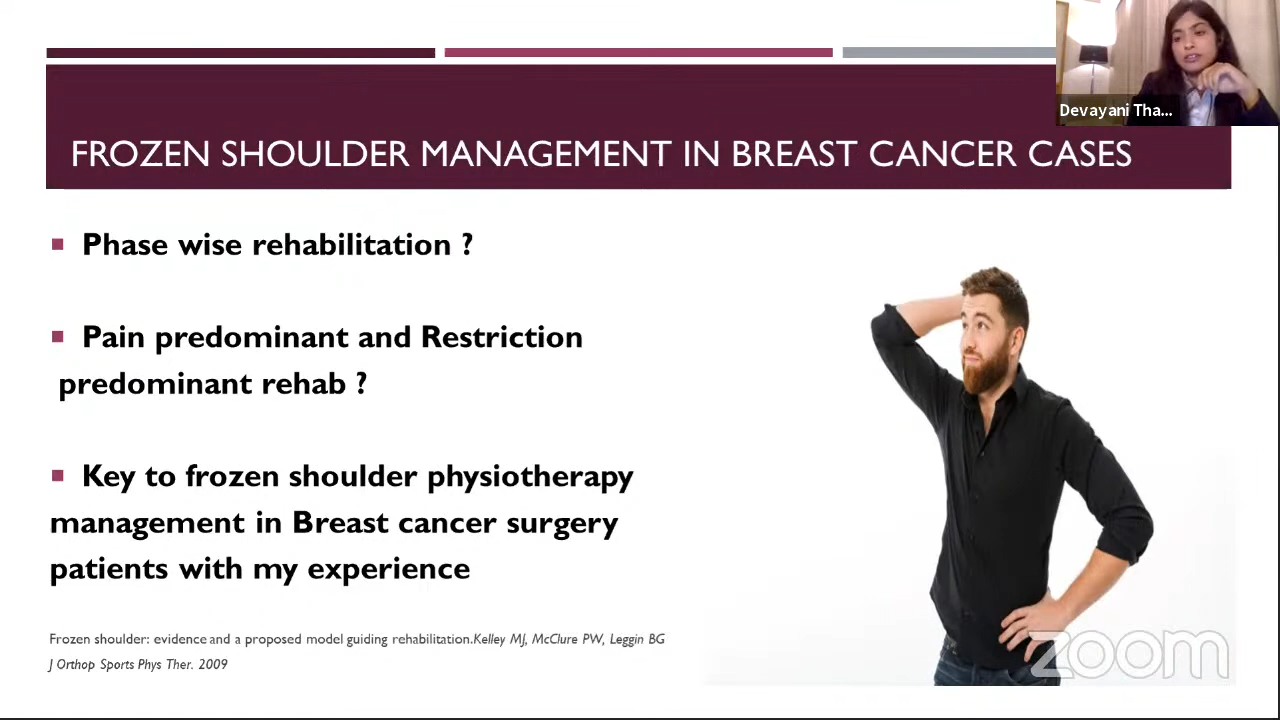 Devayani Tha...
FROZEN SHOULDER MANAGEMENT IN BREAST CANCER CASES
Phase wise rehabilitation ?
Pain predominant and Restriction
predominant rehab ?
Key to frozen shoulder physiotherapy
management in Breast cancer surgery
patients with my experience
Frozen shoulder: evidence and a proposed model guiding rehabilitation.Kelley MJ, McClure PW, Leggin BG
J Orthop Sports Phys Ther. 2009
zoom